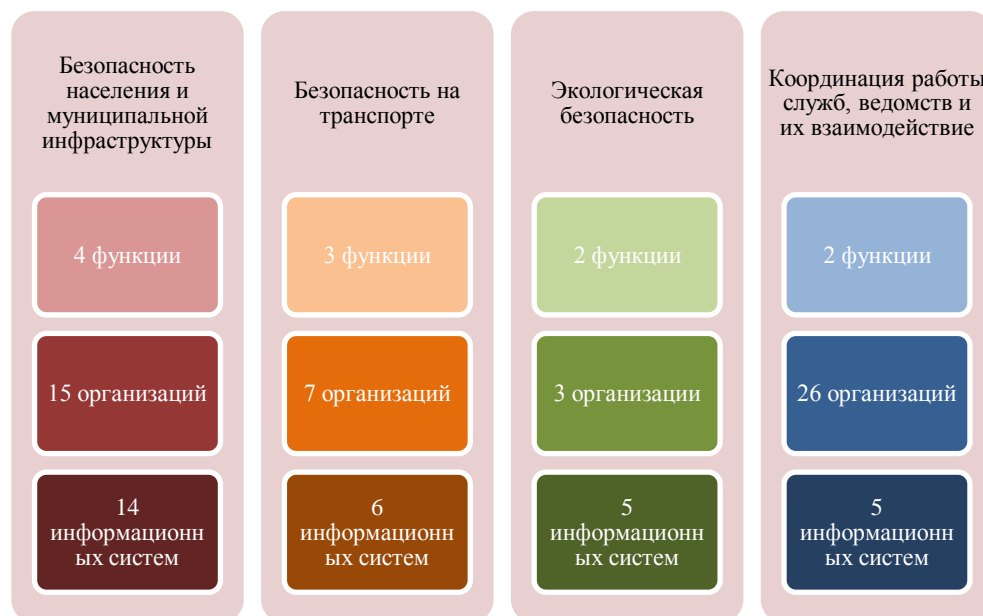 Безопасность
населения и
муниципальной
инфраструктуры
4 функции
15 организаций
14
информационн
ых систем
Безопасность на
транспорте
3 функции
7 организаций
6
информационн
ых систем
Экологическая
безопасность
2 функции
3 организации
5
информационн
ых систем
Координация работы
служб, ведомств и
их взаимодействие
2 функции
26 организаций
5
информационн
ых систем